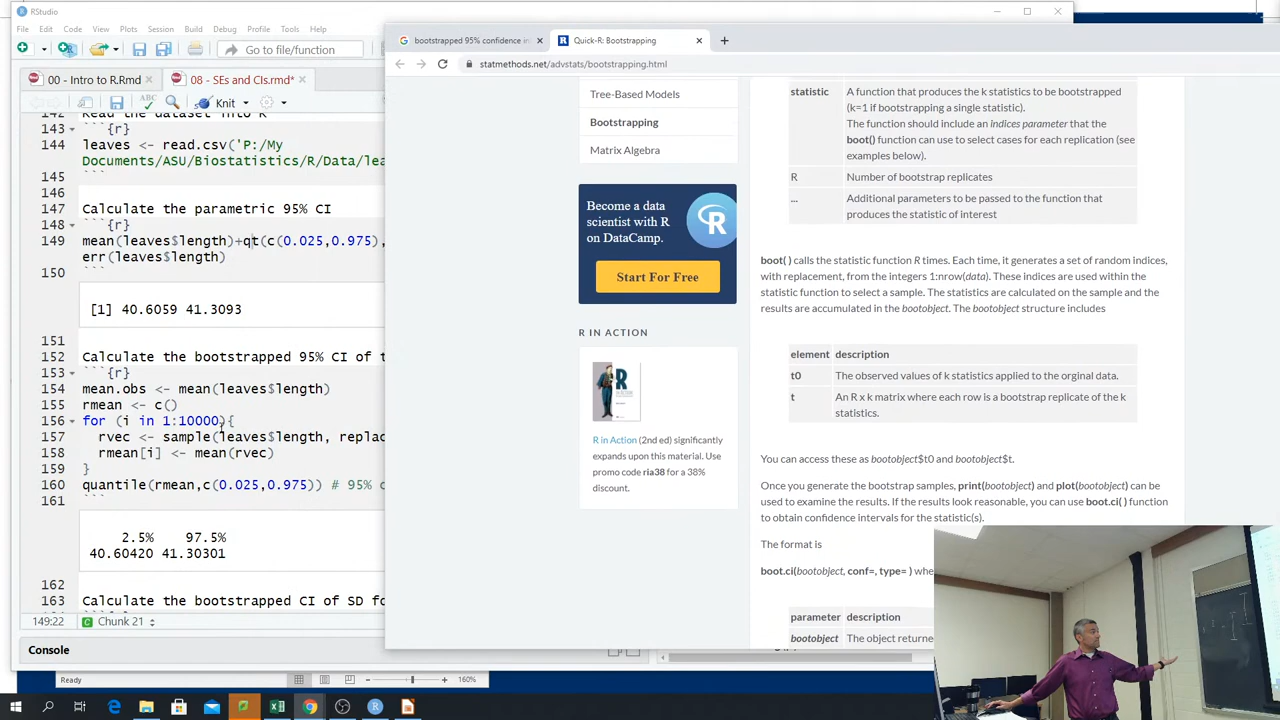 RStudio
File Edit Code View Plots Session Build Debug Profile Tools Help
Go to file/function
00 - Intro to R.Rmd
08 - SEs and CIs.rmd*
Knit
142 Read the dataset into R
143 ```{r}
144 leaves <- read.csv('P:/My
Documents/ASU/Biostatistics/R/Data/lea
145 ```
146
147 Calculate the parametric 95% CI
148 ```{r}
149 mean(leaves$length)+qt(c(0.025,0.975),
err(leaves$length)
150 ```
[1] 40.6059 41.3093
151
152 Calculate the bootstrapped 95% CI of t
153 ```{r}
154 mean.obs <- mean(leaves$length)
155 rmean <- c()
156 for (i in 1:10000){
157 rvec <- sample(leaves$length, replac
158 rmean[i] <- mean(rvec)
159 }
160 quantile(rmean,c(0.025,0.975)) # 95% c
161 ```
2.5% 97.5%
40.60420 41.30301
162
163 Calculate the bootstrapped CI of SD fo
149:22 Chunk 21
Console
Ready
160%
bootstrapped 95% confidence in
Quick-R: Bootstrapping
statmethods.net/advstats/bootstrapping.html
Tree-Based Models
Bootstrapping
Matrix Algebra
Become a data
scientist with R
on DataCamp.
R
Start For Free
R IN ACTION
R in Action (2nd ed) significantly
expands upon this material. Use
promo code ria38 for a 38%
discount.
statistic A function that produces the k statistics to be bootstrapped
(k=1 if bootstrapping a single statistic).
The function should include an indices parameter that the
boot() function can use to select cases for each replication (see
examples below).
R Number of bootstrap replicates
... Additional parameters to be passed to the function that
produces the statistic of interest
boot( ) calls the statistic function R times. Each time, it generates a set of random indices,
with replacement, from the integers 1:nrow(data). These indices are used within the
statistic function to select a sample. The statistics are calculated on the sample and the
results are accumulated in the bootobject. The bootobject structure includes
element description
t0 The observed values of k statistics applied to the orginal data.
t An R x k matrix where each row is a bootstrap replicate of the k
statistics.
You can access these as bootobject$t0 and bootobject$t.
Once you generate the bootstrap samples, print(bootobject) and plot(bootobject) can be
used to examine the results. If the results look reasonable, you can use boot.ci( ) function
to obtain confidence intervals for the statistic(s).
The format is
boot.ci(bootobject, conf=, type= ) whe
parameter description
bootobject The object returne